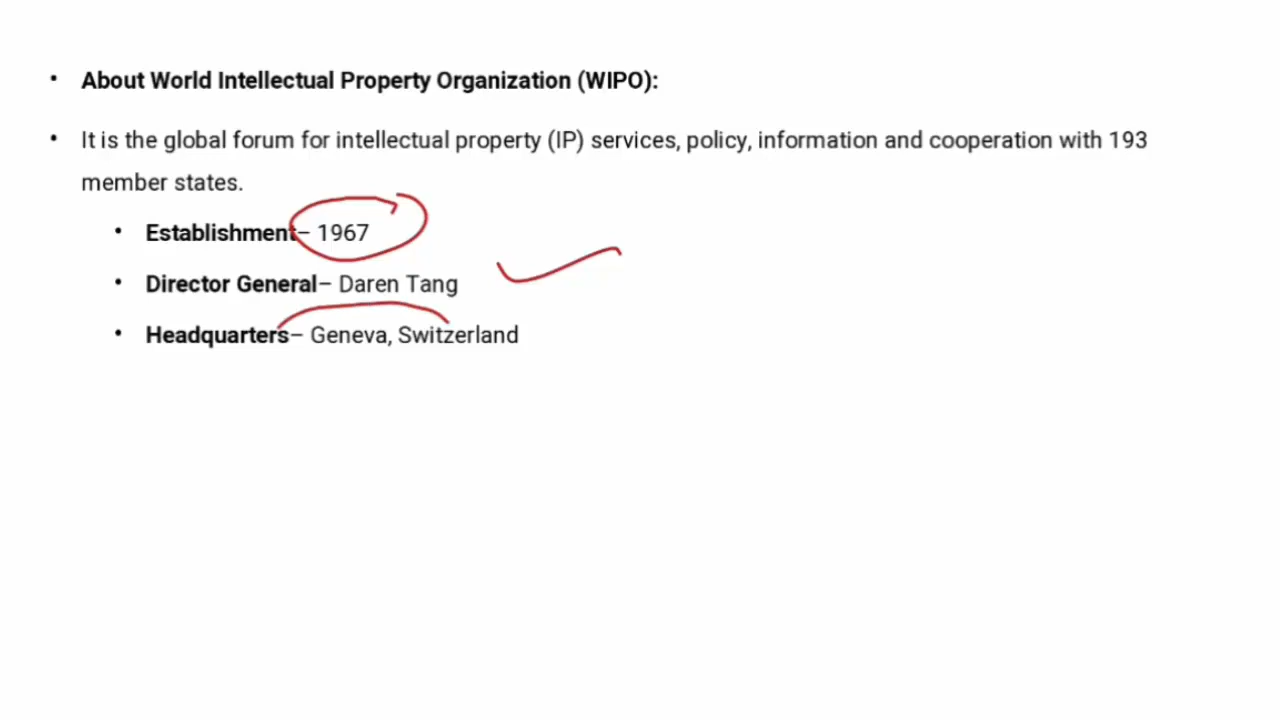 • About World Intellectual Property Organization (WIPO):
• It is the global forum for intellectual property (IP) services, policy, information and cooperation with 193
member states.
• Establishment– 1967
• Director General– Daren Tang
• Headquarters– Geneva, Switzerland